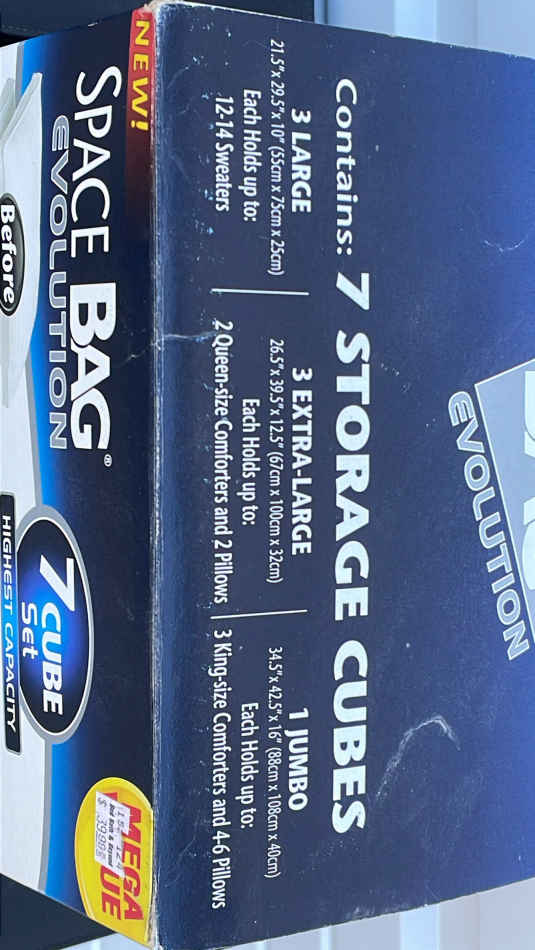 EVOLUTION
Contains: 7 STORAGE CUBES
3 LARGE
21.5"x 29.5"x 10" (55cm x 75cm x 25cm)
Each Holds up to:
12-14 Sweaters
3 EXTRA-LARGE
26.5"x 39.5"x 12.5" (67cm x 100cm x 32cm)
Each Holds up to:
2 Queen-size Comforters and 2 Pillows
1 JUMBO
34.5"x 42.5"x 16" (88cm x 108cm x 40cm)
Each Holds up to:
3 King-size Comforters and 4-6 Pillows
NEW!
SPACE BAG®
EVOLUTION
Before
7 CUBE
Set
HIGHEST CAPACITY
MEGA